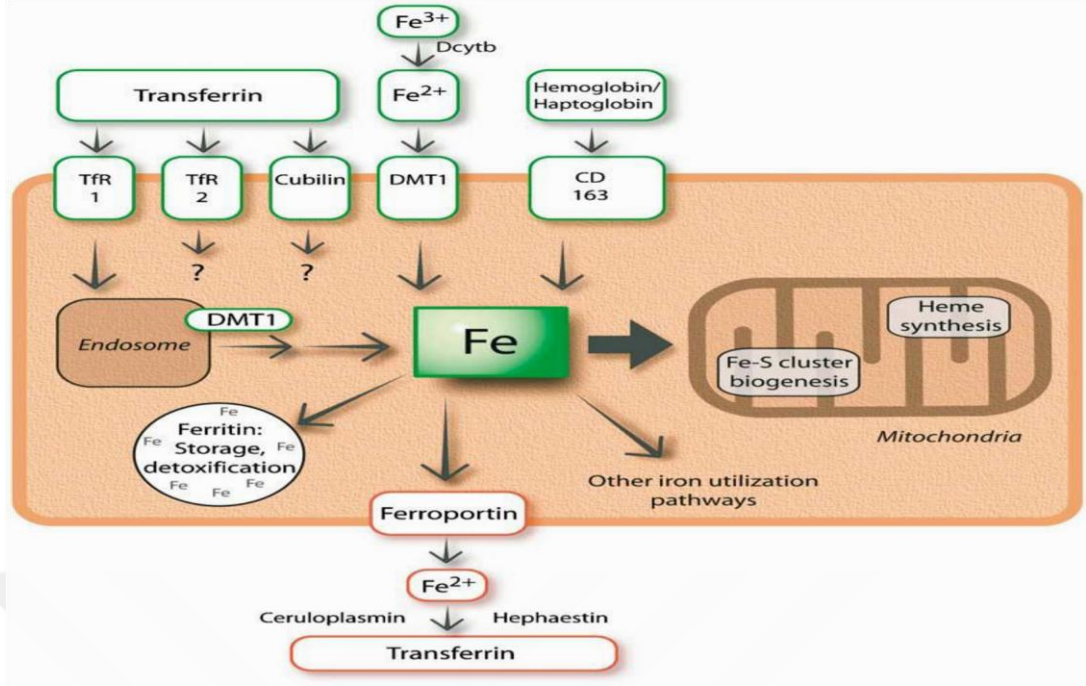 Fe3+
Dcytb
Transferrin
Fe2+
Hemoglobin/
Haptoglobin
TfR
1
TfR
2
Cubilin
DMT1
CD
163
?
?
DMT1
Endosome
Fe
Heme
synthesis
Fe-S cluster
biogenesis
Mitochondria
Fe
Ferritin:
Fe Storage, Fe
detoxification
Fe Fe Fe
Other iron utilization
pathways
Ferroportin
Fe2+
Ceruloplasmin
Hephaestin
Transferrin